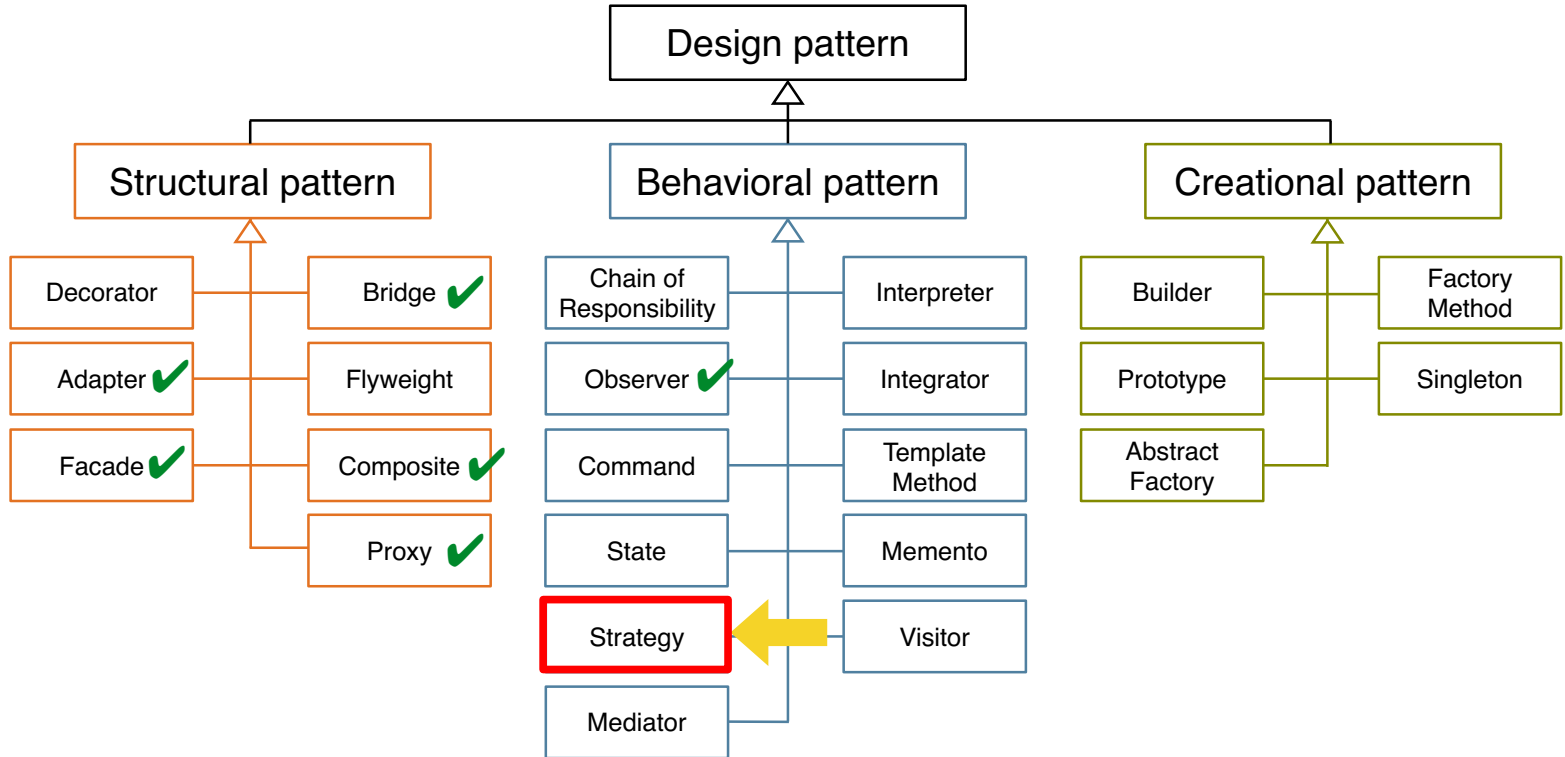 Design pattern
Structural pattern
Behavioral pattern
Creational pattern
Decorator
Bridge
Adapter
Flyweight
Facade
Composite
Proxy
Chain of
Responsibility
Interpreter
Observer
Integrator
Command
Template
Method
State
Memento
Strategy
Visitor
Mediator
Builder
Factory
Method
Prototype
Singleton
Abstract
Factory